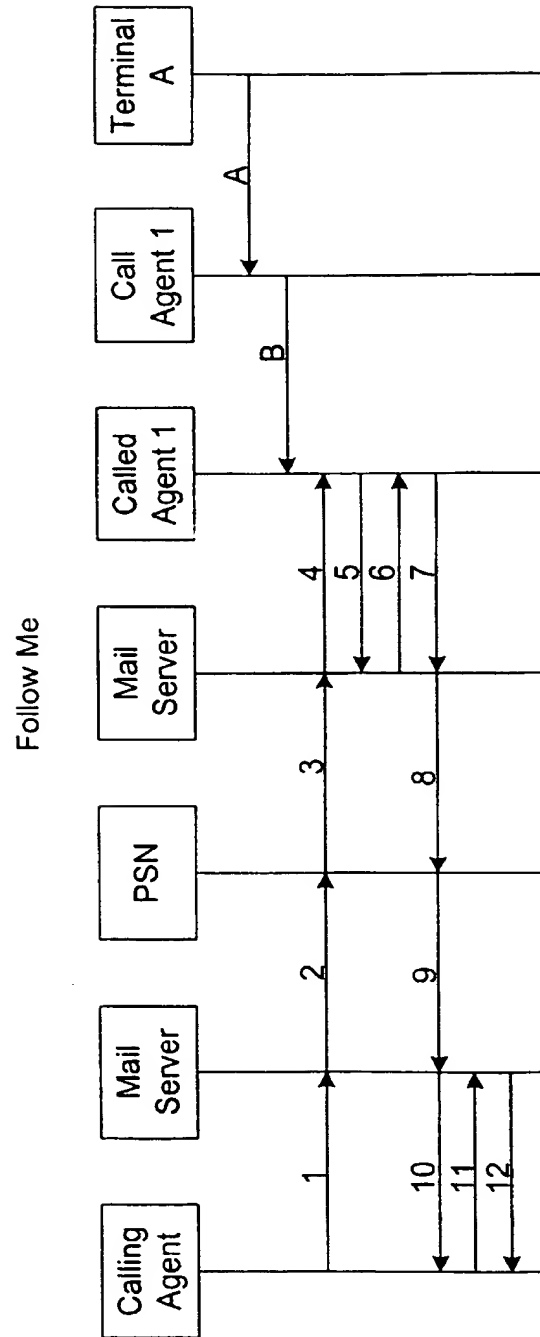 Follow Me
Calling
Agent
Mail
Server
PSN
Mail
Server
Called
Agent 1
Call
Agent 1
Terminal
A
A
B
1
2
3
4
5
6
7
8
9
10
11
12